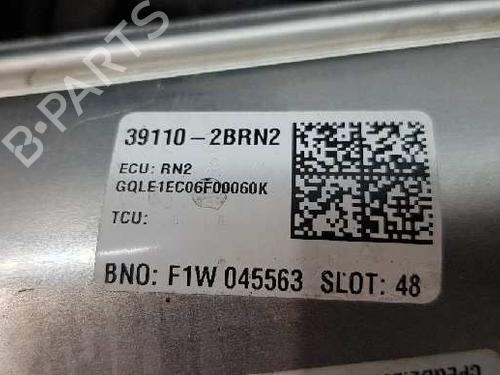 B-PARTS
39110-2BRN2
ECU: RN2
GQLE1EC06F00060K
TCU:
BNO: F1W 045563 SLOT: 48